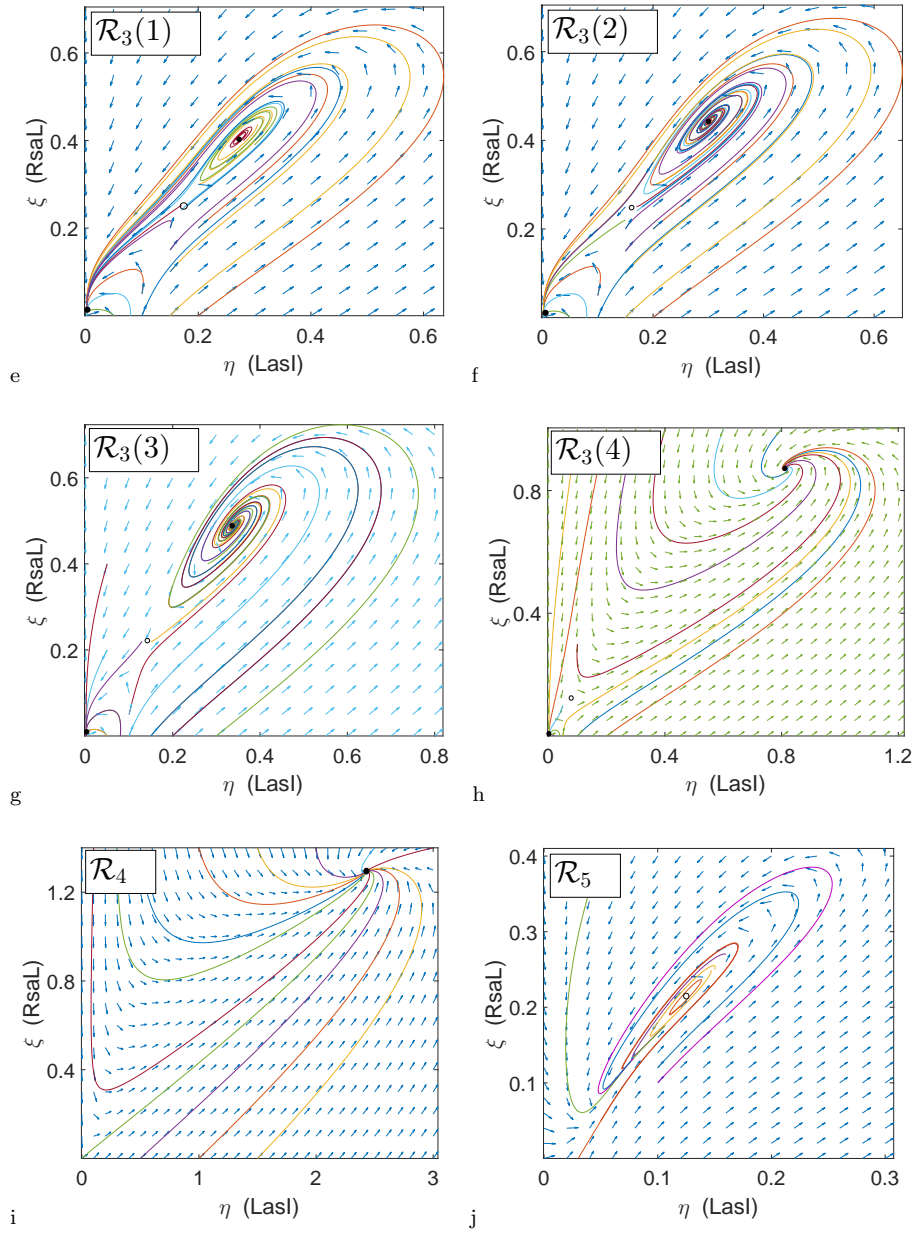 ℛ₃(1)
ξ (RsaL)
0.6
0.4
0.2
0 0.2 0.4 0.6
η (LasI)
e
ℛ₃(2)
ξ (RsaL)
0.6
0.4
0.2
0 0.2 0.4 0.6
η (LasI)
f
ℛ₃(3)
ξ (RsaL)
0.6
0.4
0.2
0 0.2 0.4 0.6 0.8
η (LasI)
g
ℛ₃(4)
ξ (RsaL)
0.8
0.4
0 0.4 0.8 1.2
η (LasI)
h
ℛ₄
ξ (RsaL)
1.2
0.8
0.4
0 1 2 3
η (LasI)
i
ℛ₅
ξ (RsaL)
0.4
0.3
0.2
0.1
0 0.1 0.2 0.3
η (LasI)
j